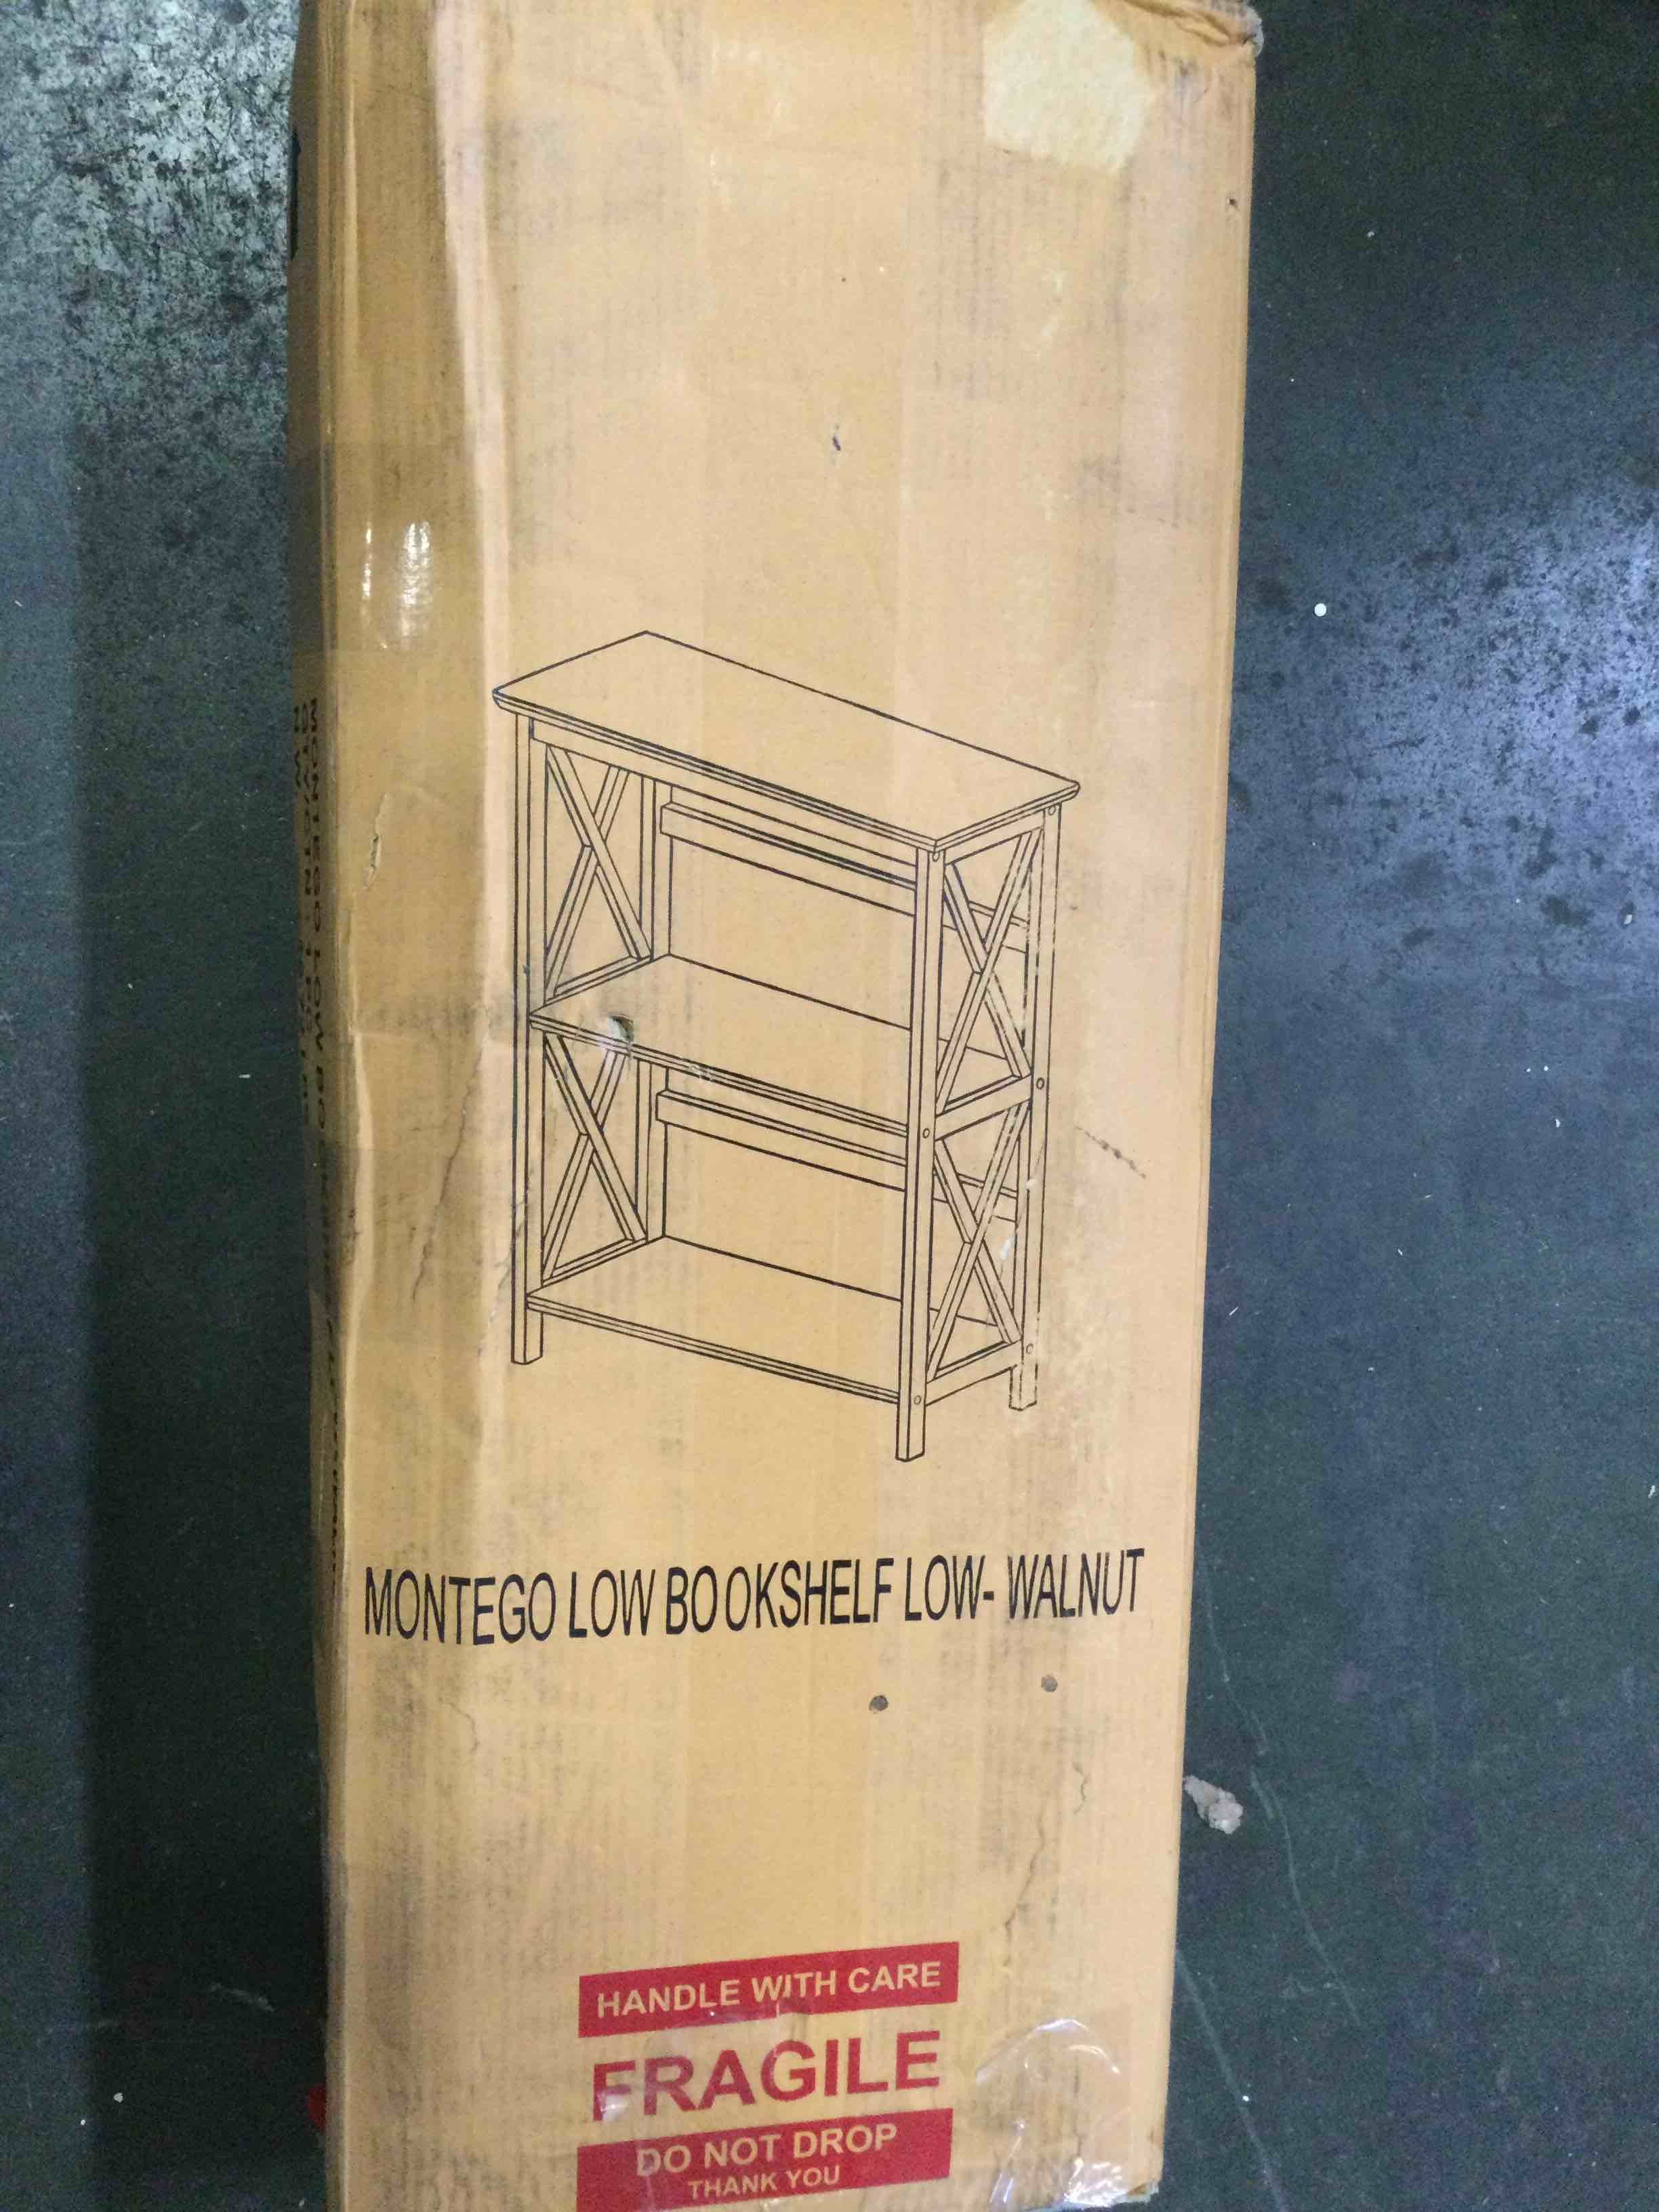 MONTEGO LOW BOOKSHELF LOW- WALNUT
HANDLE WITH CARE
FRAGILE
DO NOT DROP
THANK YOU